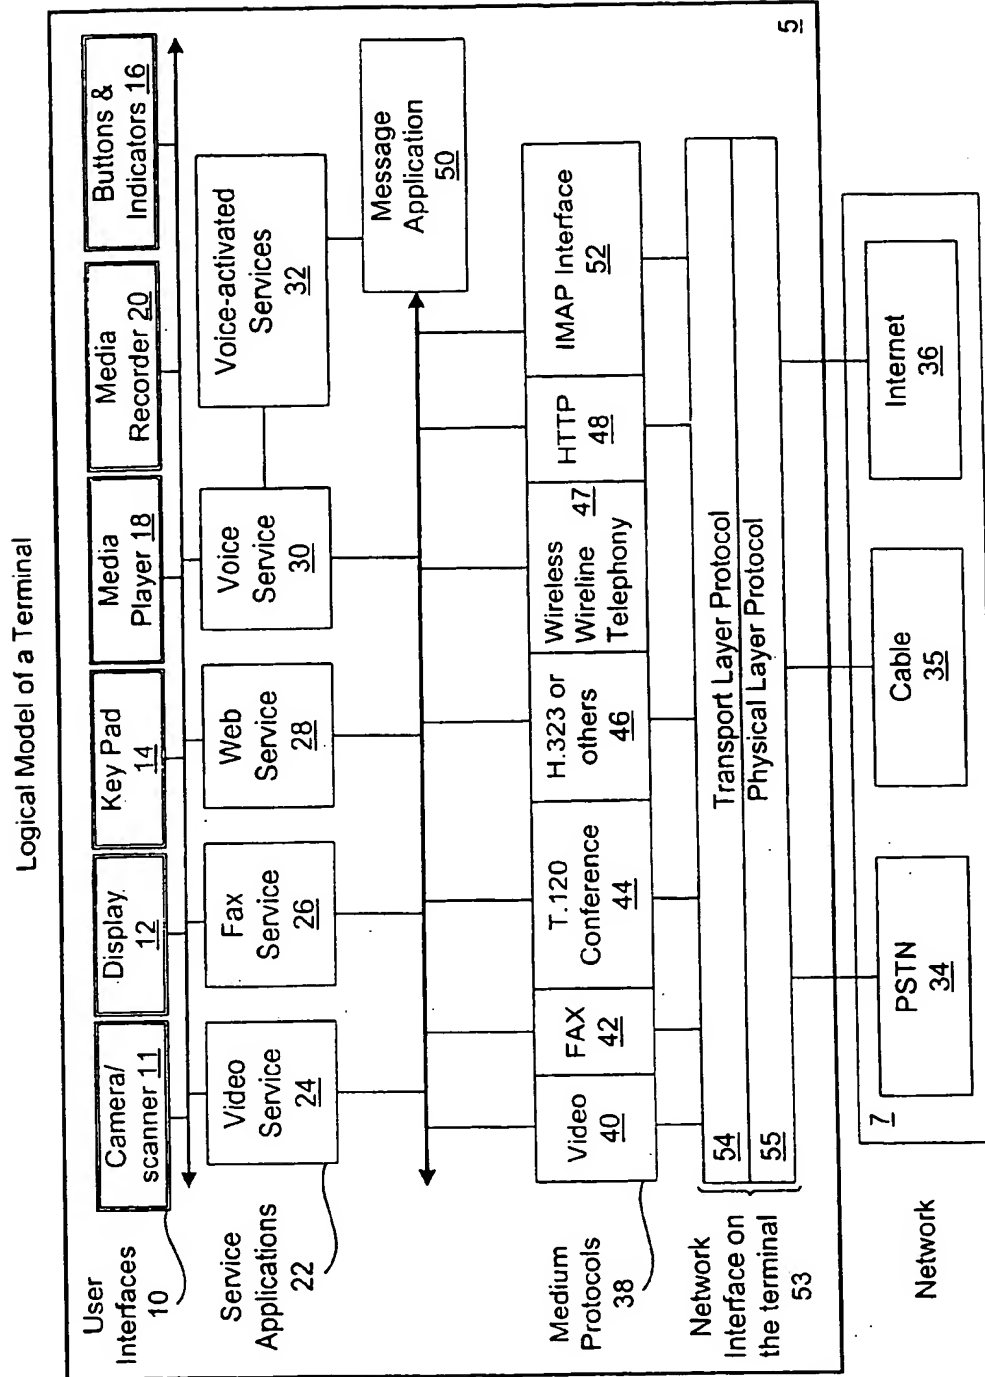 Logical Model of a Terminal
User
Interfaces
10
Camera/
scanner 11
Display
12
Key Pad
14
Media
Player 18
Media
Recorder 20
Buttons &
Indicators 16
5
Service
Applications
22
Video
Service
24
Fax
Service
26
Web
Service
28
Voice
Service
30
Voice-activated
Services
32
Message
Application
50
Medium
Protocols
38
Video
40
FAX
42
T.120
Conference
44
H.323 or
others
46
Wireless 47
Wireline
Telephony
HTTP
48
IMAP Interface
52
Network
Interface on
the terminal
53
54 Transport Layer Protocol
55 Physical Layer Protocol
Network
7
PSTN
34
Cable
35
Internet
36